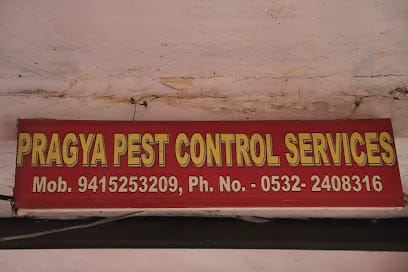 PRAGYA PEST CONTROL SERVICES
Mob. 9415253209, Ph. No. - 0532- 2408316